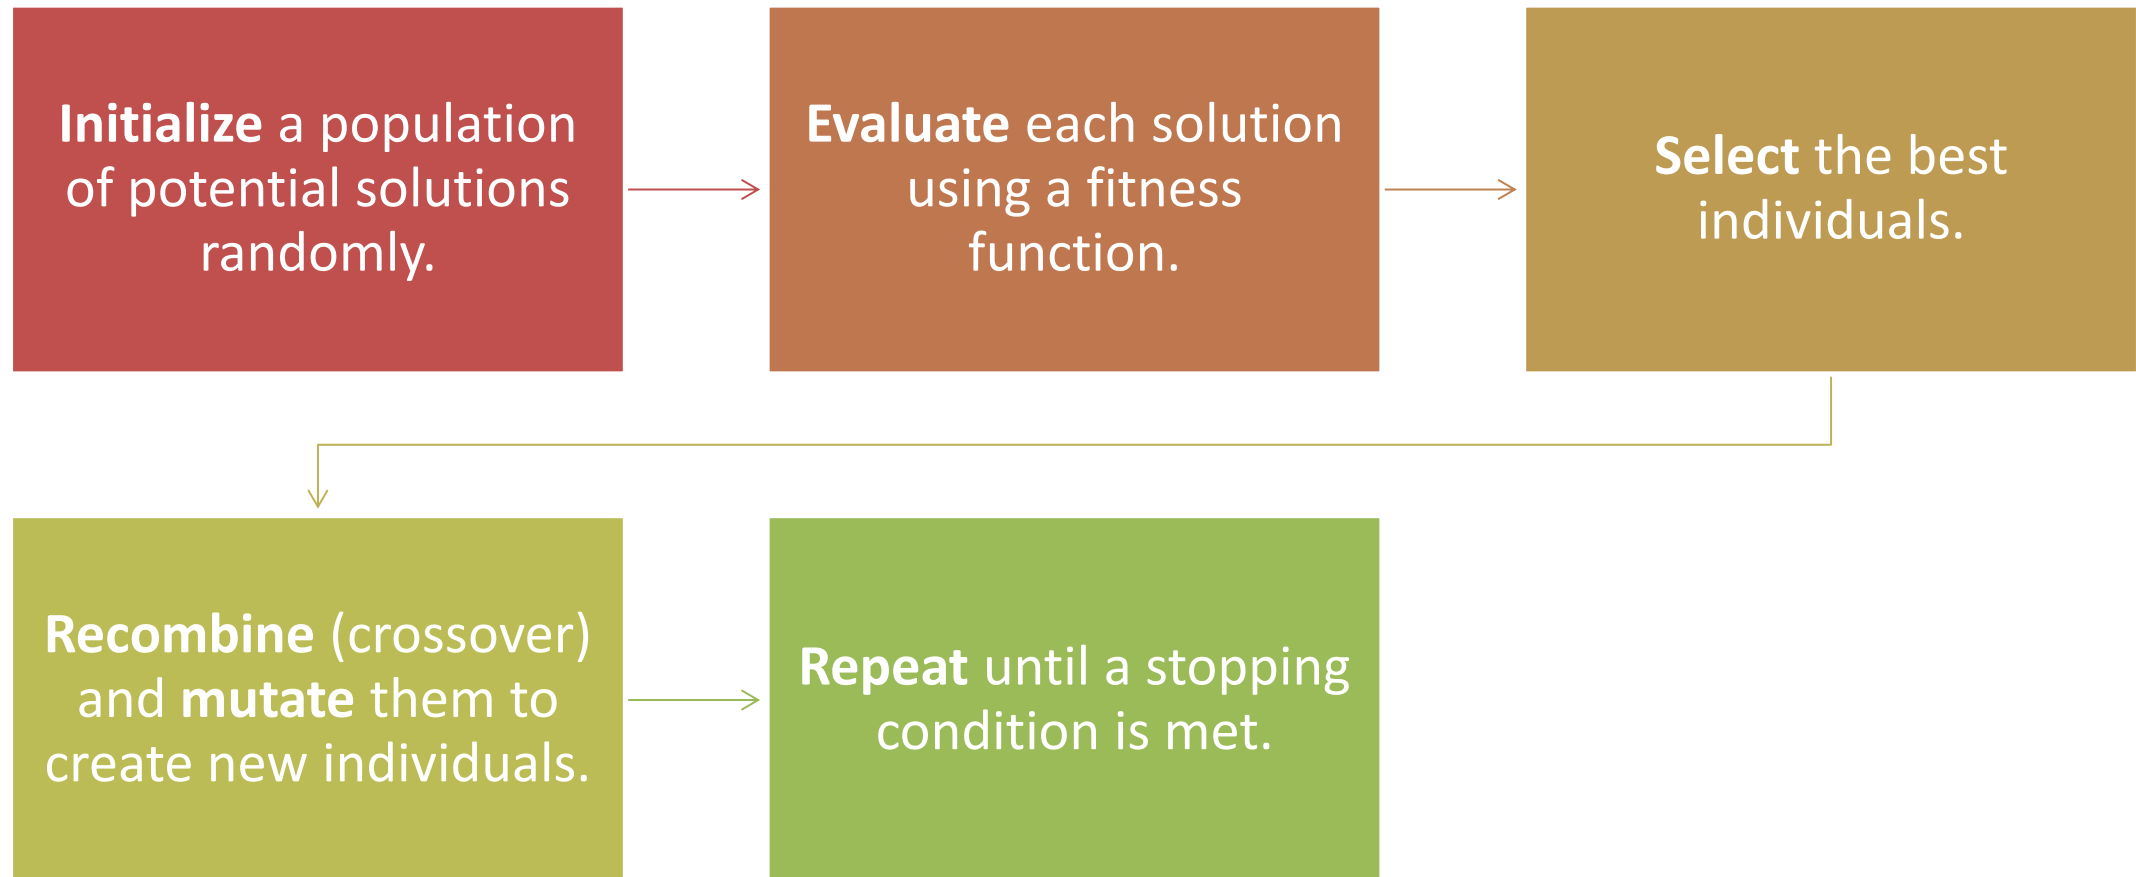 Initialize a population
of potential solutions
randomly.
Evaluate each solution
using a fitness
function.
Select the best
individuals.
Recombine (crossover)
and mutate them to
create new individuals.
Repeat until a stopping
condition is met.